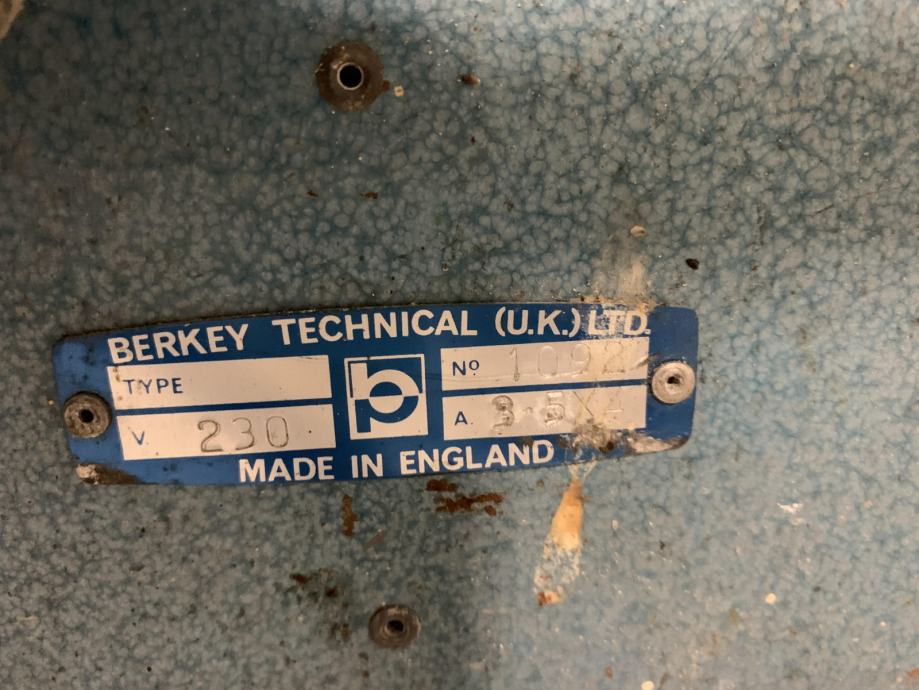 BERKEY TECHNICAL (U.K.) LTD.
TYPE
Nº
V. 230
A.
MADE IN ENGLAND